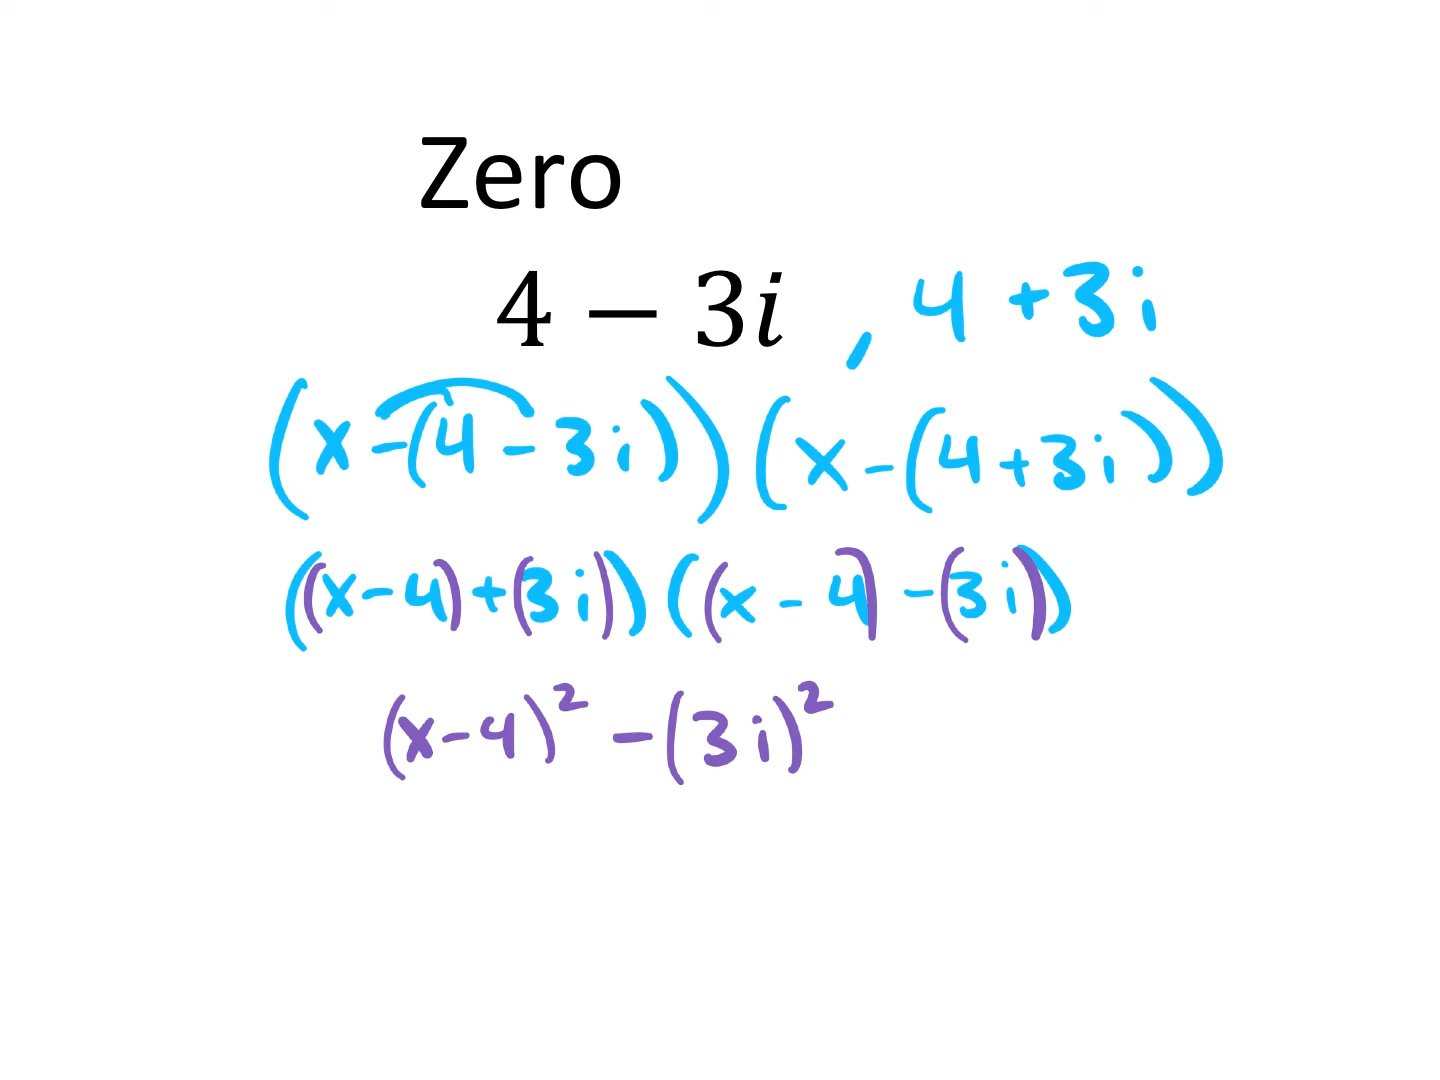 Zero
4 − 3i , 4 + 3i
(x − (4 − 3i)) (x − (4 + 3i))
((x − 4) + (3i)) ((x − 4) − (3i))
(x − 4)² − (3i)²